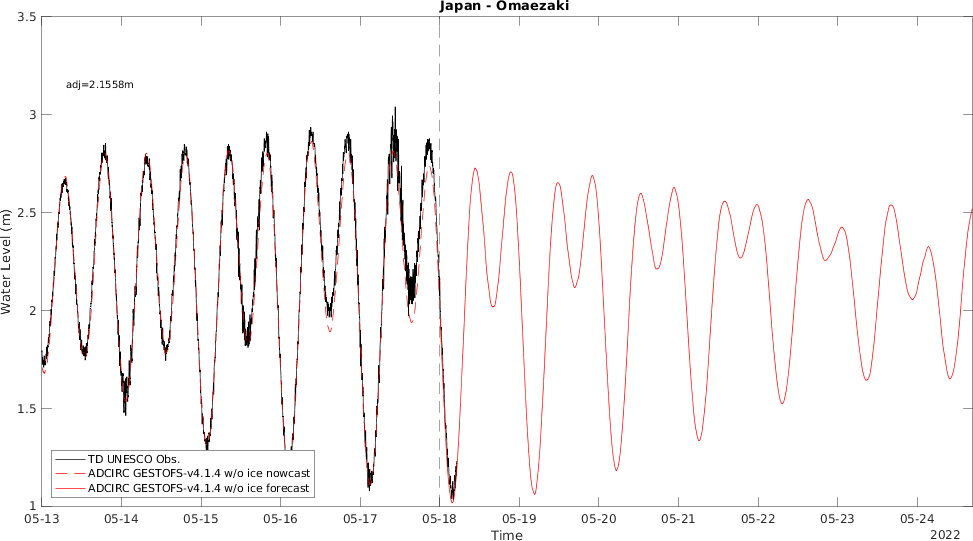 Japan - Omaezaki
3.5
adj=2.1558m
3
2.5
Water Level (m)
2
1.5
TD UNESCO Obs.
ADCIRC GESTOFS-v4.1.4 w/o ice nowcast
ADCIRC GESTOFS-v4.1.4 w/o ice forecast
1
05-13 05-14 05-15 05-16 05-17 05-18 05-19 05-20 05-21 05-22 05-23 05-24
Time
2022